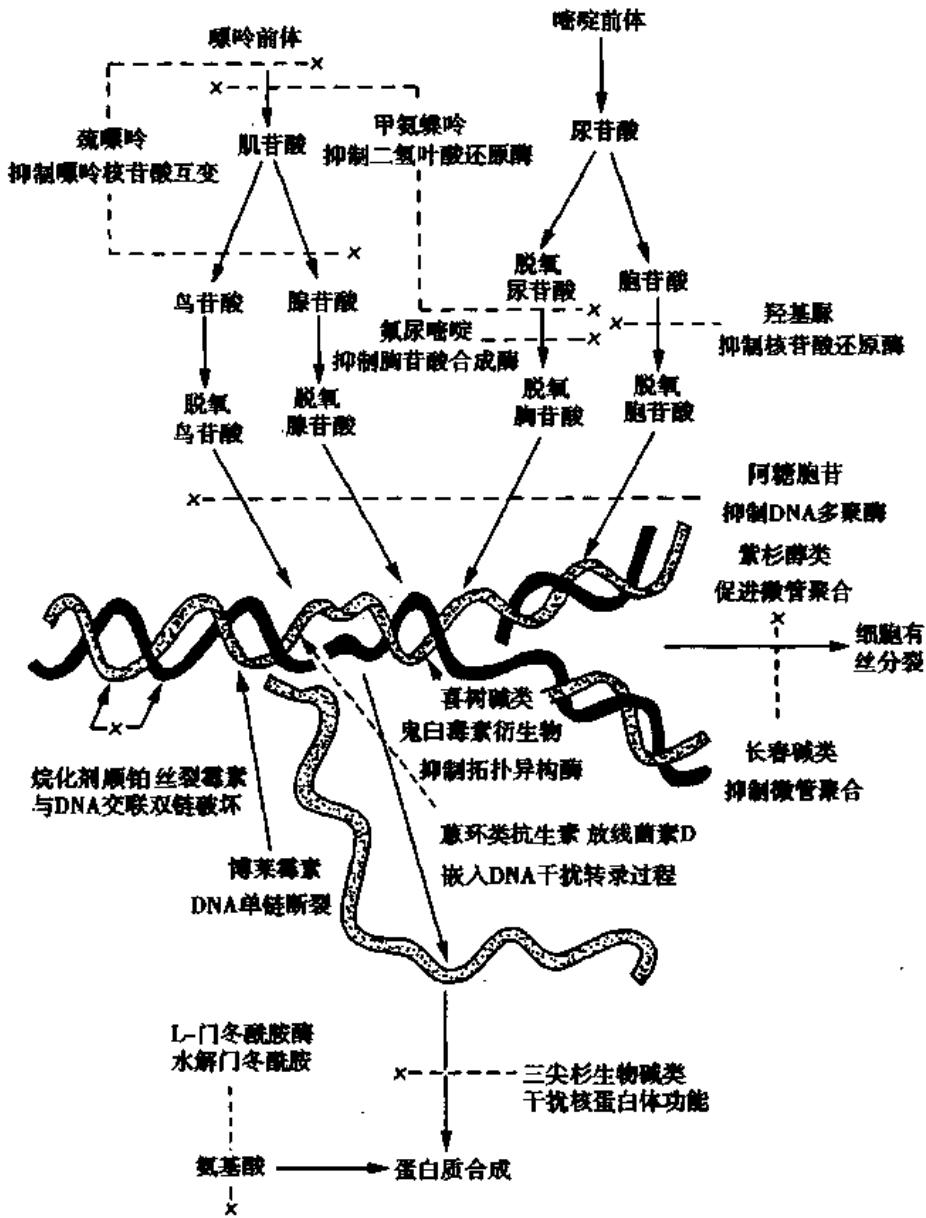 嘌呤前体
嘧啶前体
巯嘌呤
抑制嘌呤核苷酸互变
肌苷酸
甲氨蝶呤
抑制二氢叶酸还原酶
尿苷酸
鸟苷酸
腺苷酸
脱氧
尿苷酸
胞苷酸
氟尿嘧啶
抑制胸苷酸合成酶
羟基脲
抑制核苷酸还原酶
脱氧
鸟苷酸
脱氧
腺苷酸
脱氧
胸苷酸
脱氧
胞苷酸
阿糖胞苷
抑制DNA多聚酶
紫杉醇类
促进微管聚合
细胞有
丝分裂
喜树碱类
鬼臼毒素衍生物
抑制拓扑异构酶
长春碱类
抑制微管聚合
烷化剂顺铂 丝裂霉素
与DNA交联双链破坏
博莱霉素
DNA单链断裂
蒽环类抗生素 放线菌素D
嵌入DNA干扰转录过程
L-门冬酰胺酶
水解门冬酰胺
三尖杉生物碱类
干扰核蛋白体功能
氨基酸
蛋白质合成